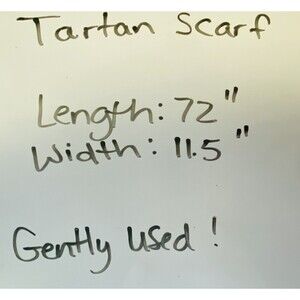 Tartan Scarf
Length: 72"
Width: 11.5"
Gently Used!